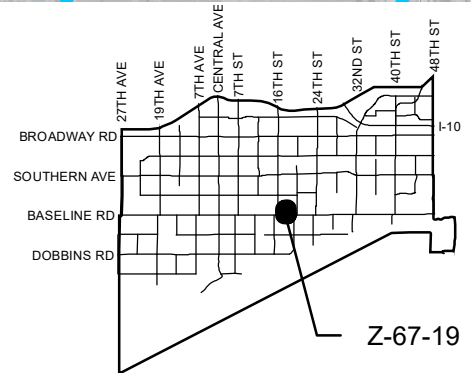 27TH AVE
19TH AVE
7TH AVE
CENTRAL AVE
7TH ST
16TH ST
24TH ST
32ND ST
40TH ST
48TH ST
I-10
BROADWAY RD
SOUTHERN AVE
BASELINE RD
DOBBINS RD
Z-67-19